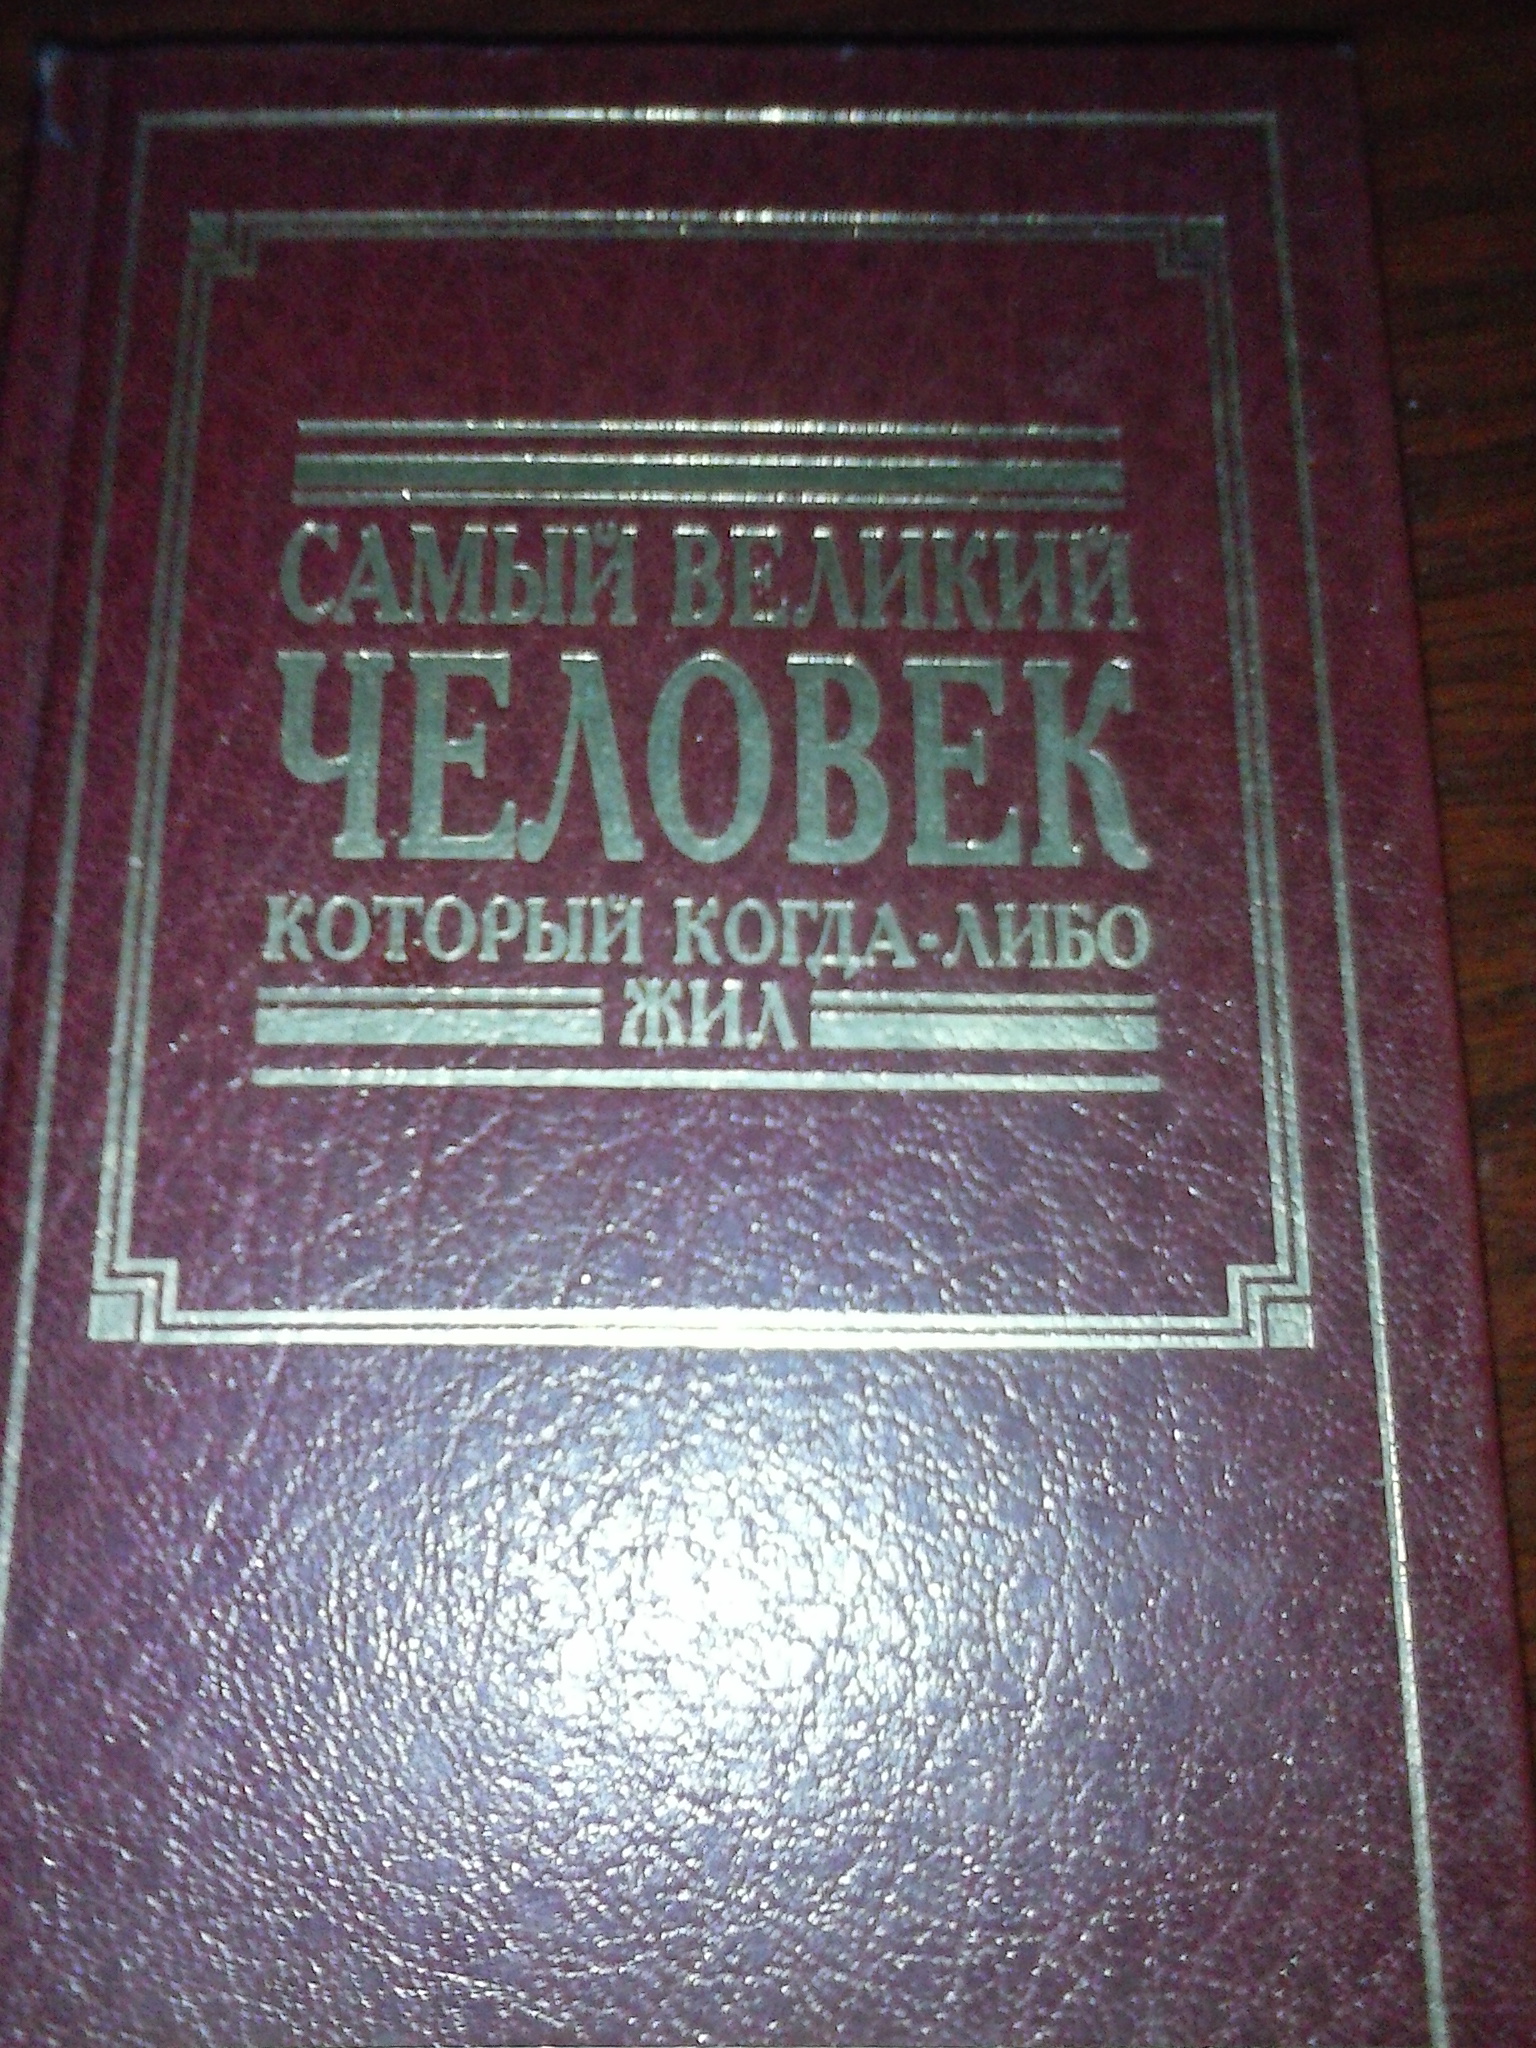 САМЫЙ ВЕЛИКИЙ
ЧЕЛОВЕК
КОТОРЫЙ КОГДА-ЛИБО
ЖИЛ